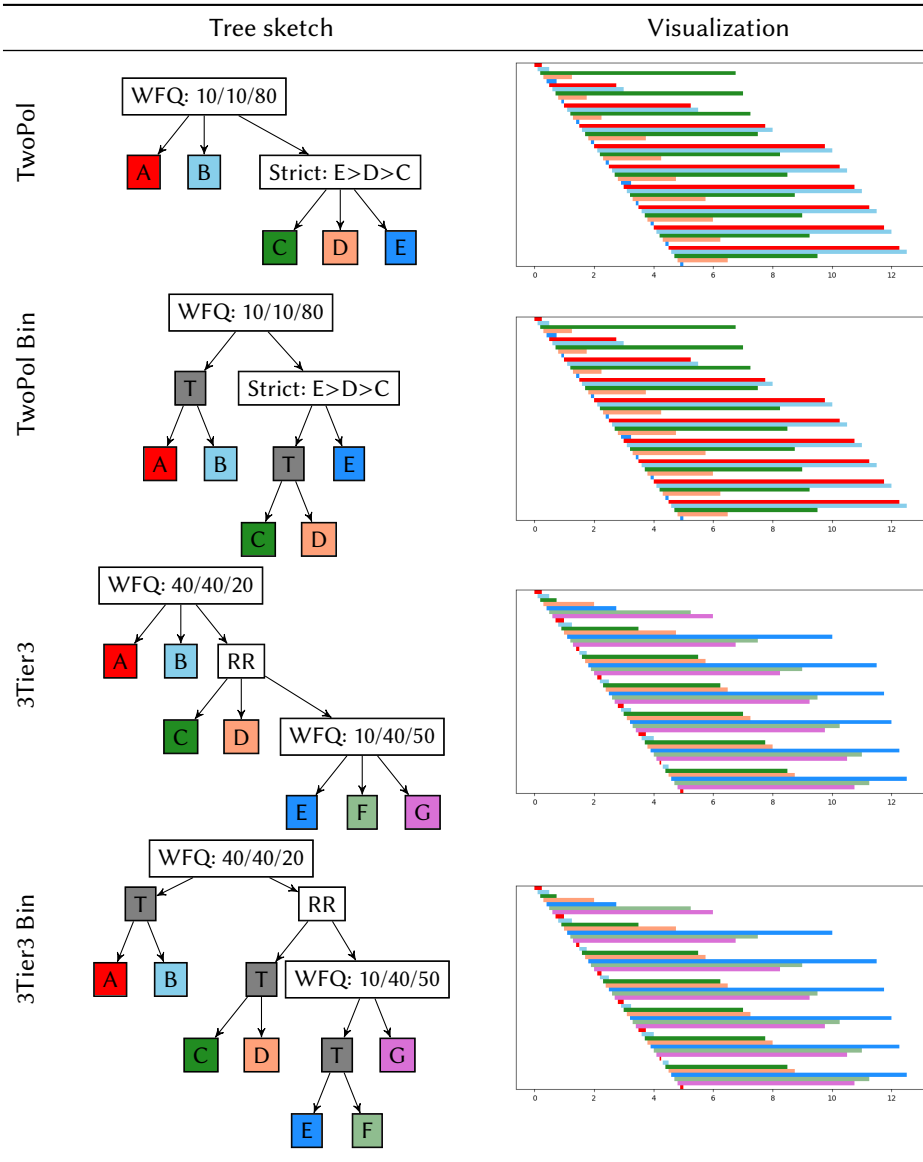 Tree sketch Visualization
TwoPol
WFQ: 10/10/80
A B Strict: E>D>C
C D E
0 2 4 6 8 10 12
TwoPol Bin
WFQ: 10/10/80
T Strict: E>D>C
A B T E
C D
0 2 4 6 8 10 12
3Tier3
WFQ: 40/40/20
A B RR
C D WFQ: 10/40/50
E F G
0 2 4 6 8 10 12
3Tier3 Bin
WFQ: 40/40/20
T RR
A B T WFQ: 10/40/50
C D T G
E F
0 2 4 6 8 10 12